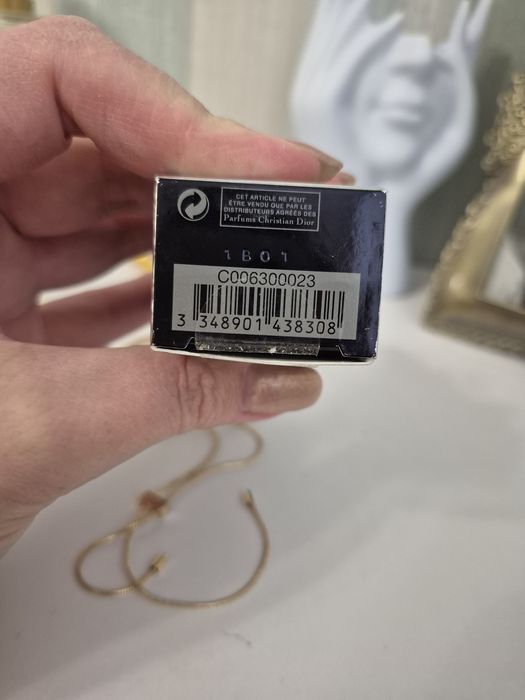 CET ARTICLE NE PEUT
ÊTRE VENDU QUE PAR LES
DISTRIBUTEURS AGRÉES DES
Parfums Christian Dior
1B01
C006300023
3 348901 438308